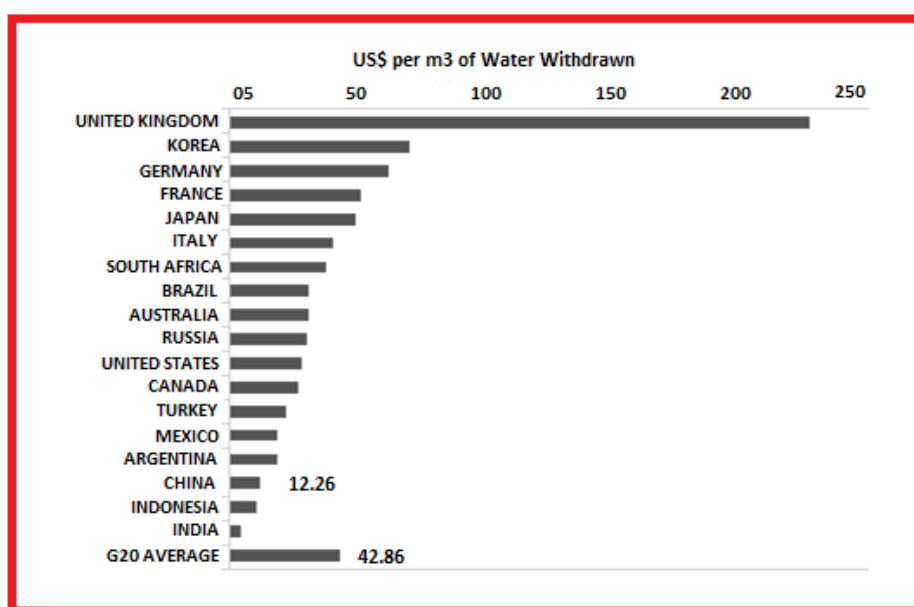 US$ per m3 of Water Withdrawn
05 50 100 150 200 250
UNITED KINGDOM
KOREA
GERMANY
FRANCE
JAPAN
ITALY
SOUTH AFRICA
BRAZIL
AUSTRALIA
RUSSIA
UNITED STATES
CANADA
TURKEY
MEXICO
ARGENTINA
CHINA 12.26
INDONESIA
INDIA
G20 AVERAGE 42.86